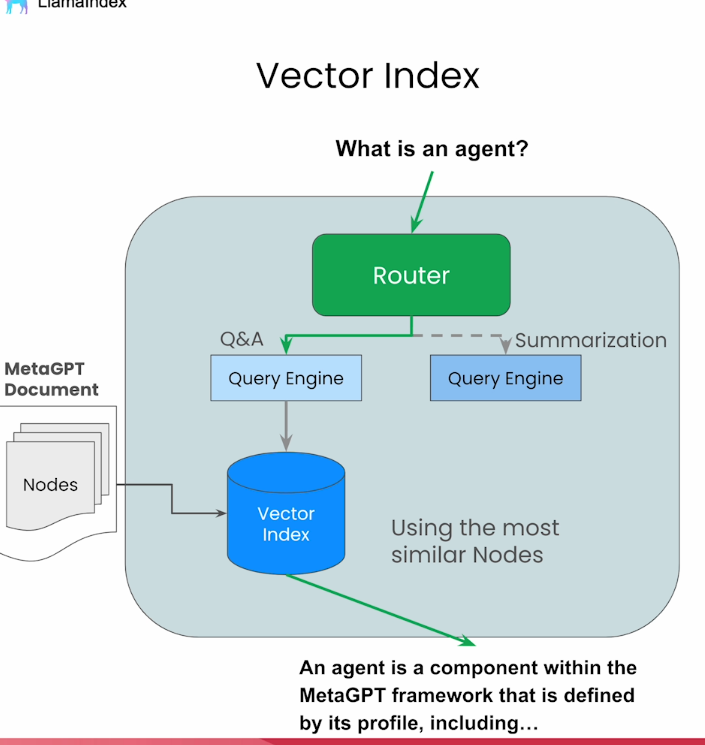 LlamaIndex
Vector Index
What is an agent?
Router
Q&A
Summarization
Query Engine
Query Engine
MetaGPT
Document
Nodes
Vector
Index
Using the most
similar Nodes
An agent is a component within the
MetaGPT framework that is defined
by its profile, including...